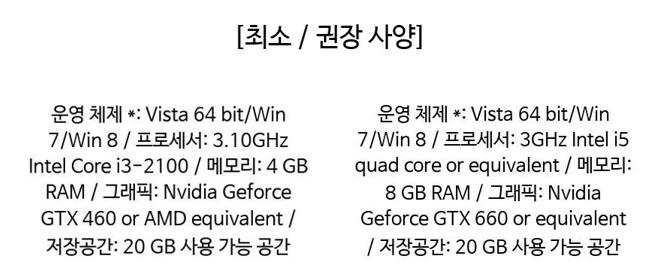 [최소 / 권장 사양]
운영 체제 *: Vista 64 bit/Win
7/Win 8 / 프로세서: 3.10GHz
Intel Core i3-2100 / 메모리: 4 GB
RAM / 그래픽: Nvidia Geforce
GTX 460 or AMD equivalent /
저장공간: 20 GB 사용 가능 공간
운영 체제 *: Vista 64 bit/Win
7/Win 8 / 프로세서: 3GHz Intel i5
quad core or equivalent / 메모리:
8 GB RAM / 그래픽: Nvidia
Geforce GTX 660 or equivalent
/ 저장공간: 20 GB 사용 가능 공간